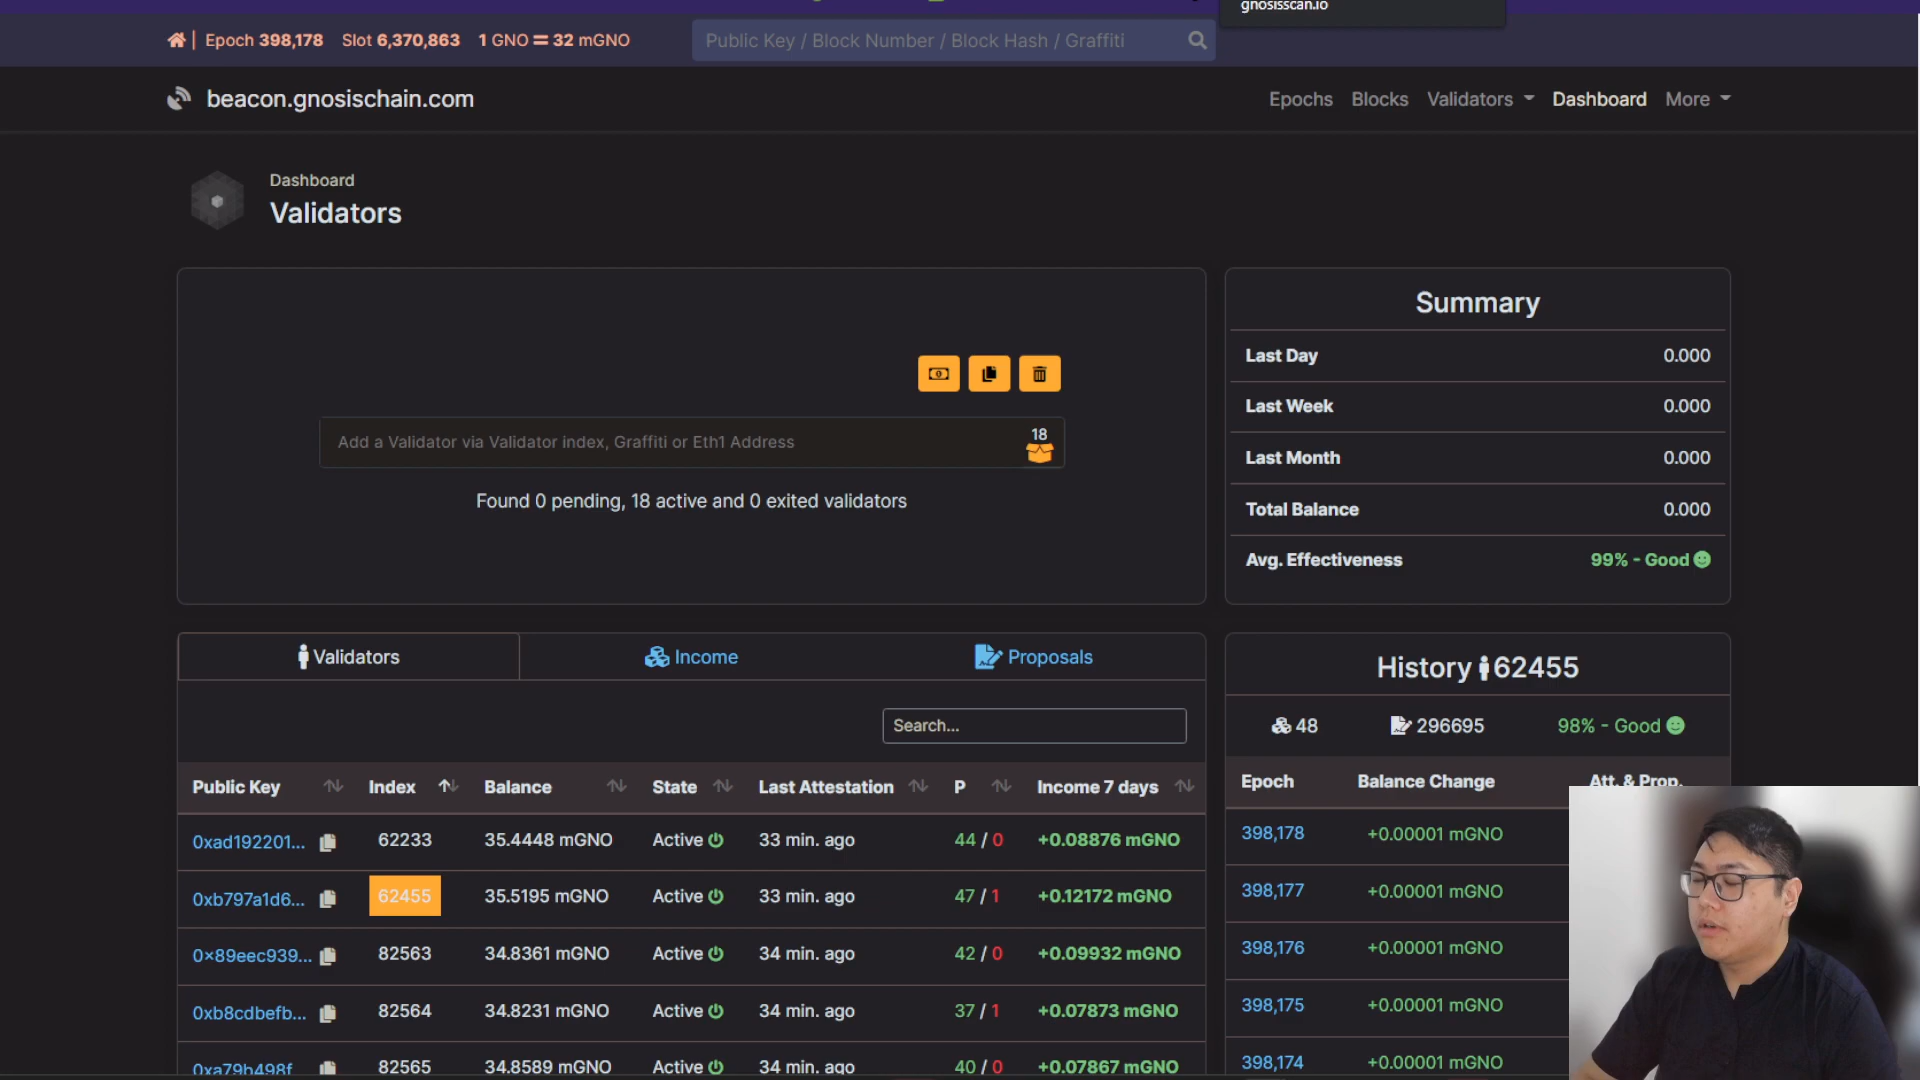 gnosisscan.io
Epoch 398,178 Slot 6,370,863 1 GNO = 32 mGNO
Public Key / Block Number / Block Hash / Graffiti
beacon.gnosischain.com
Epochs Blocks Validators Dashboard More
Dashboard
Validators
Add a Validator via Validator index, Graffiti or Eth1 Address
18
Found 0 pending, 18 active and 0 exited validators
Summary
Last Day 0.000
Last Week 0.000
Last Month 0.000
Total Balance 0.000
Avg. Effectiveness 99% - Good
Validators Income Proposals
Search...
Public Key Index Balance State Last Attestation P Income 7 days
0xad192201... 62233 35.4448 mGNO Active 33 min. ago 44 / 0 +0.08876 mGNO
0xb797a1d6... 62455 35.5195 mGNO Active 33 min. ago 47 / 1 +0.12172 mGNO
0x89eec939... 82563 34.8361 mGNO Active 34 min. ago 42 / 0 +0.09932 mGNO
0xb8cdbefb... 82564 34.8231 mGNO Active 34 min. ago 37 / 1 +0.07873 mGNO
0xa79b498f 82565 34.8589 mGNO Active 34 min. ago 40 / 0 +0.07867 mGNO
History 62455
48 296695 98% - Good
Epoch Balance Change Att. & Prop.
398,178 +0.00001 mGNO
398,177 +0.00001 mGNO
398,176 +0.00001 mGNO
398,175 +0.00001 mGNO
398,174 +0.00001 mGNO